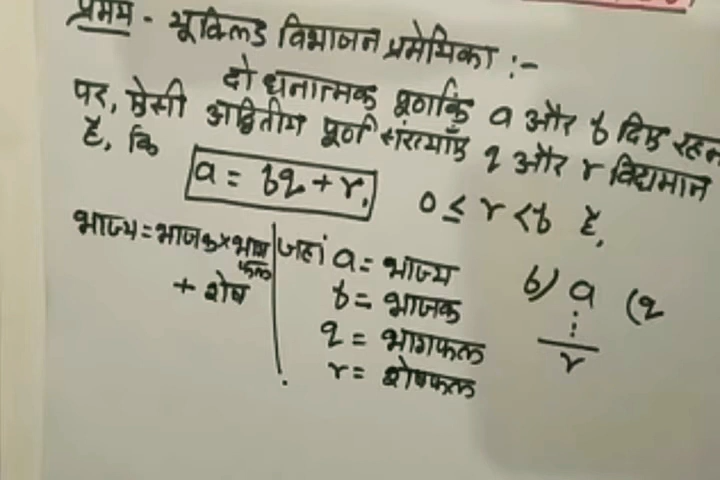 प्रमेय - यूक्लिड विभाजन प्रमेयिका :-
दो धनात्मक पूर्णांक a और b दिए रहने
पर, ऐसी अद्वितीय पूर्ण संख्याएँ q और r विद्यमान
है, कि a = bq + r, 0 ≤ r < b है,
भाज्य = भाजक × भागफल
+ शेष
जहां a = भाज्य
b = भाजक
q = भागफल
r = शेषफल
b) a (q
⋮
r